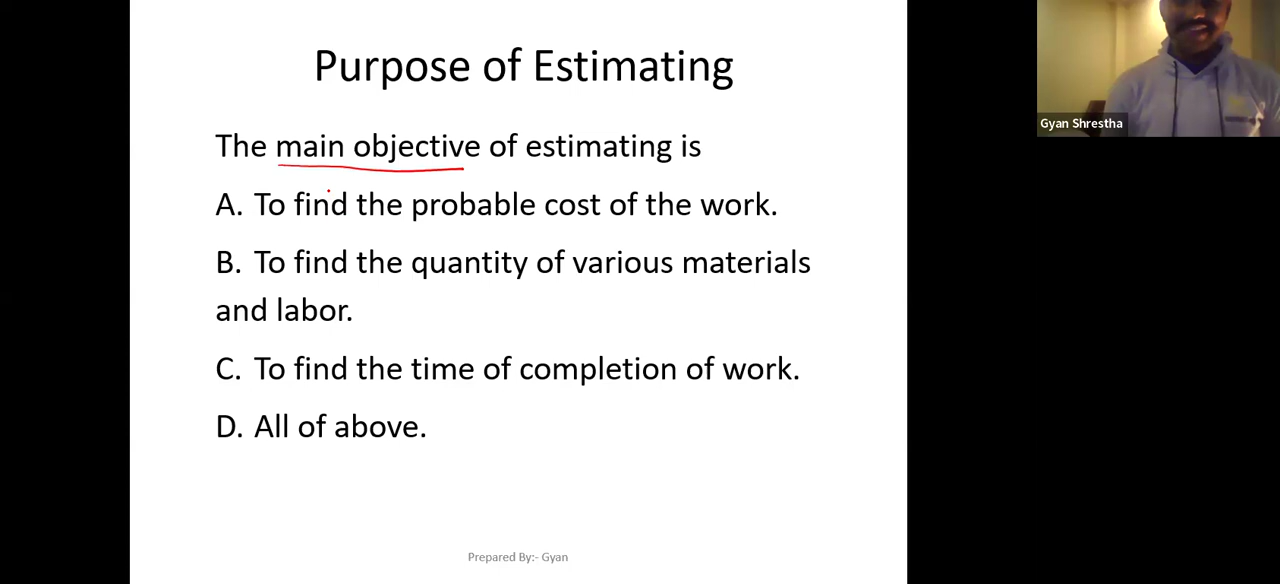 Purpose of Estimating
The main objective of estimating is
A. To find the probable cost of the work.
B. To find the quantity of various materials
and labor.
C. To find the time of completion of work.
D. All of above.
Prepared By:- Gyan
Gyan Shrestha